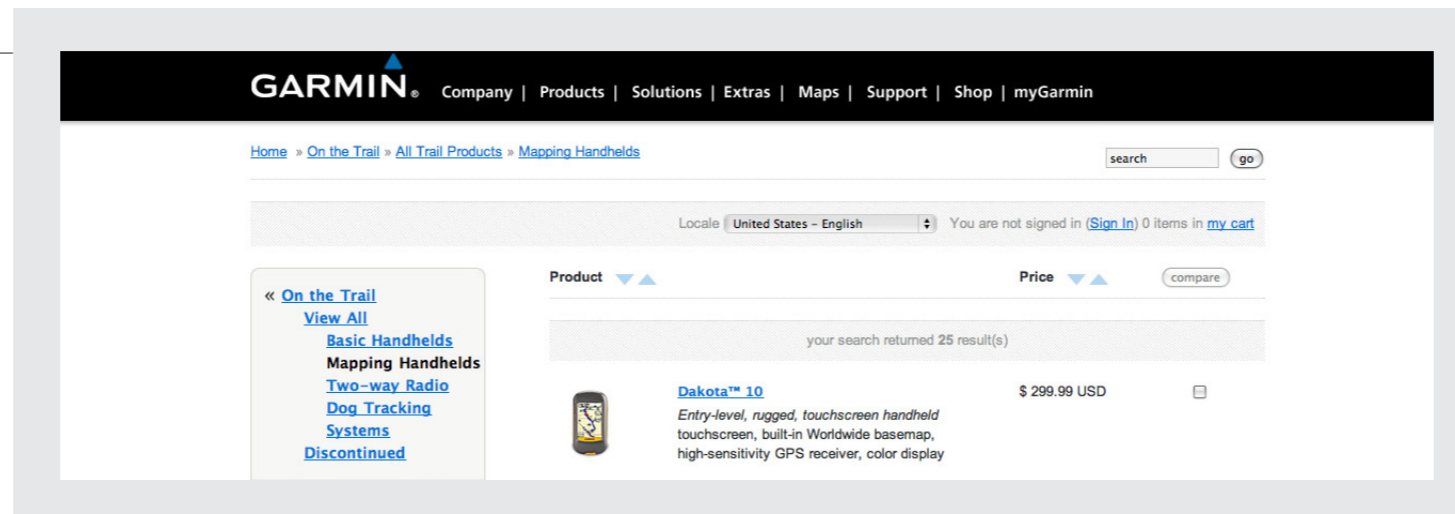 GARMIN® Company | Products | Solutions | Extras | Maps | Support | Shop | myGarmin
Home » On the Trail » All Trail Products » Mapping Handhelds
search go
Locale United States – English You are not signed in (Sign In) 0 items in my cart
Product Price compare
« On the Trail
View All
Basic Handhelds
Mapping Handhelds
Two-way Radio
Dog Tracking
Systems
Discontinued
your search returned 25 result(s)
Dakota™ 10 $ 299.99 USD
Entry-level, rugged, touchscreen handheld
touchscreen, built-in Worldwide basemap,
high-sensitivity GPS receiver, color display